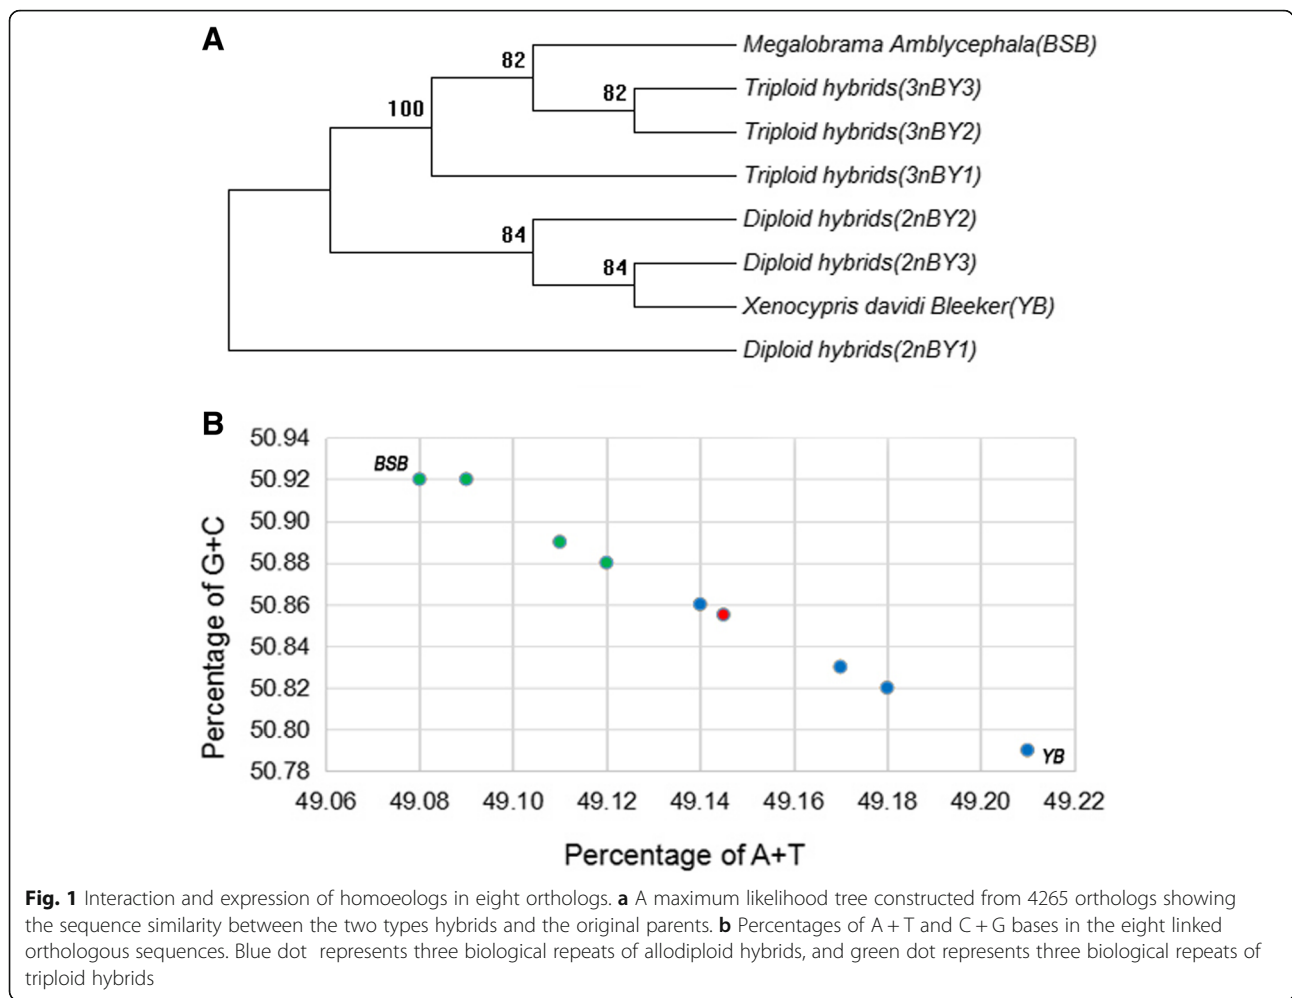 A
Megalobrama Amblycephala(BSB)
82
Triploid hybrids(3nBY3)
82
100
Triploid hybrids(3nBY2)
Triploid hybrids(3nBY1)
Diploid hybrids(2nBY2)
84
Diploid hybrids(2nBY3)
84
Xenocypris davidi Bleeker(YB)
Diploid hybrids(2nBY1)
B
50.94
50.92
50.90
50.88
50.86
50.84
50.82
50.80
50.78
Percentage of G+C
BSB
YB
49.06 49.08 49.10 49.12 49.14 49.16 49.18 49.20 49.22
Percentage of A+T
Fig. 1 Interaction and expression of homoeologs in eight orthologs. a A maximum likelihood tree constructed from 4265 orthologs showing
the sequence similarity between the two types hybrids and the original parents. b Percentages of A + T and C + G bases in the eight linked
orthologous sequences. Blue dot represents three biological repeats of allodiploid hybrids, and green dot represents three biological repeats of
triploid hybrids